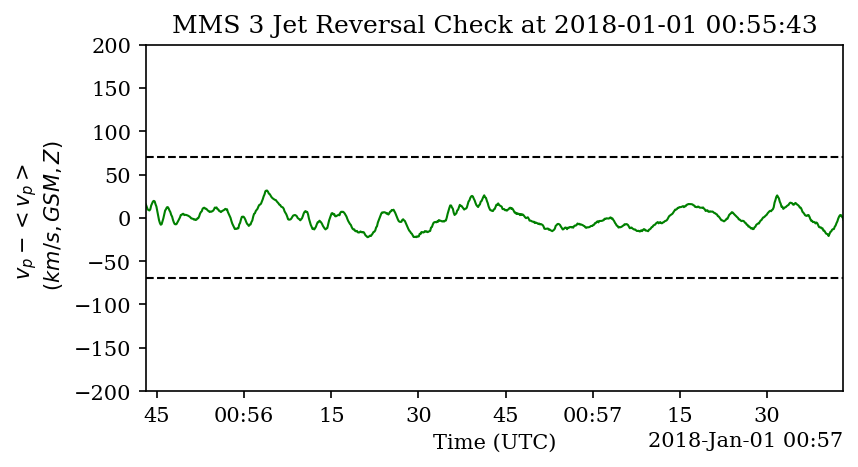 MMS 3 Jet Reversal Check at 2018-01-01 00:55:43
200
150
100
50
0
−50
−100
−150
−200
v_p − < v_p >
(km/s, GSM, Z)
45 00:56 15 30 45 00:57 15 30
Time (UTC) 2018-Jan-01 00:57